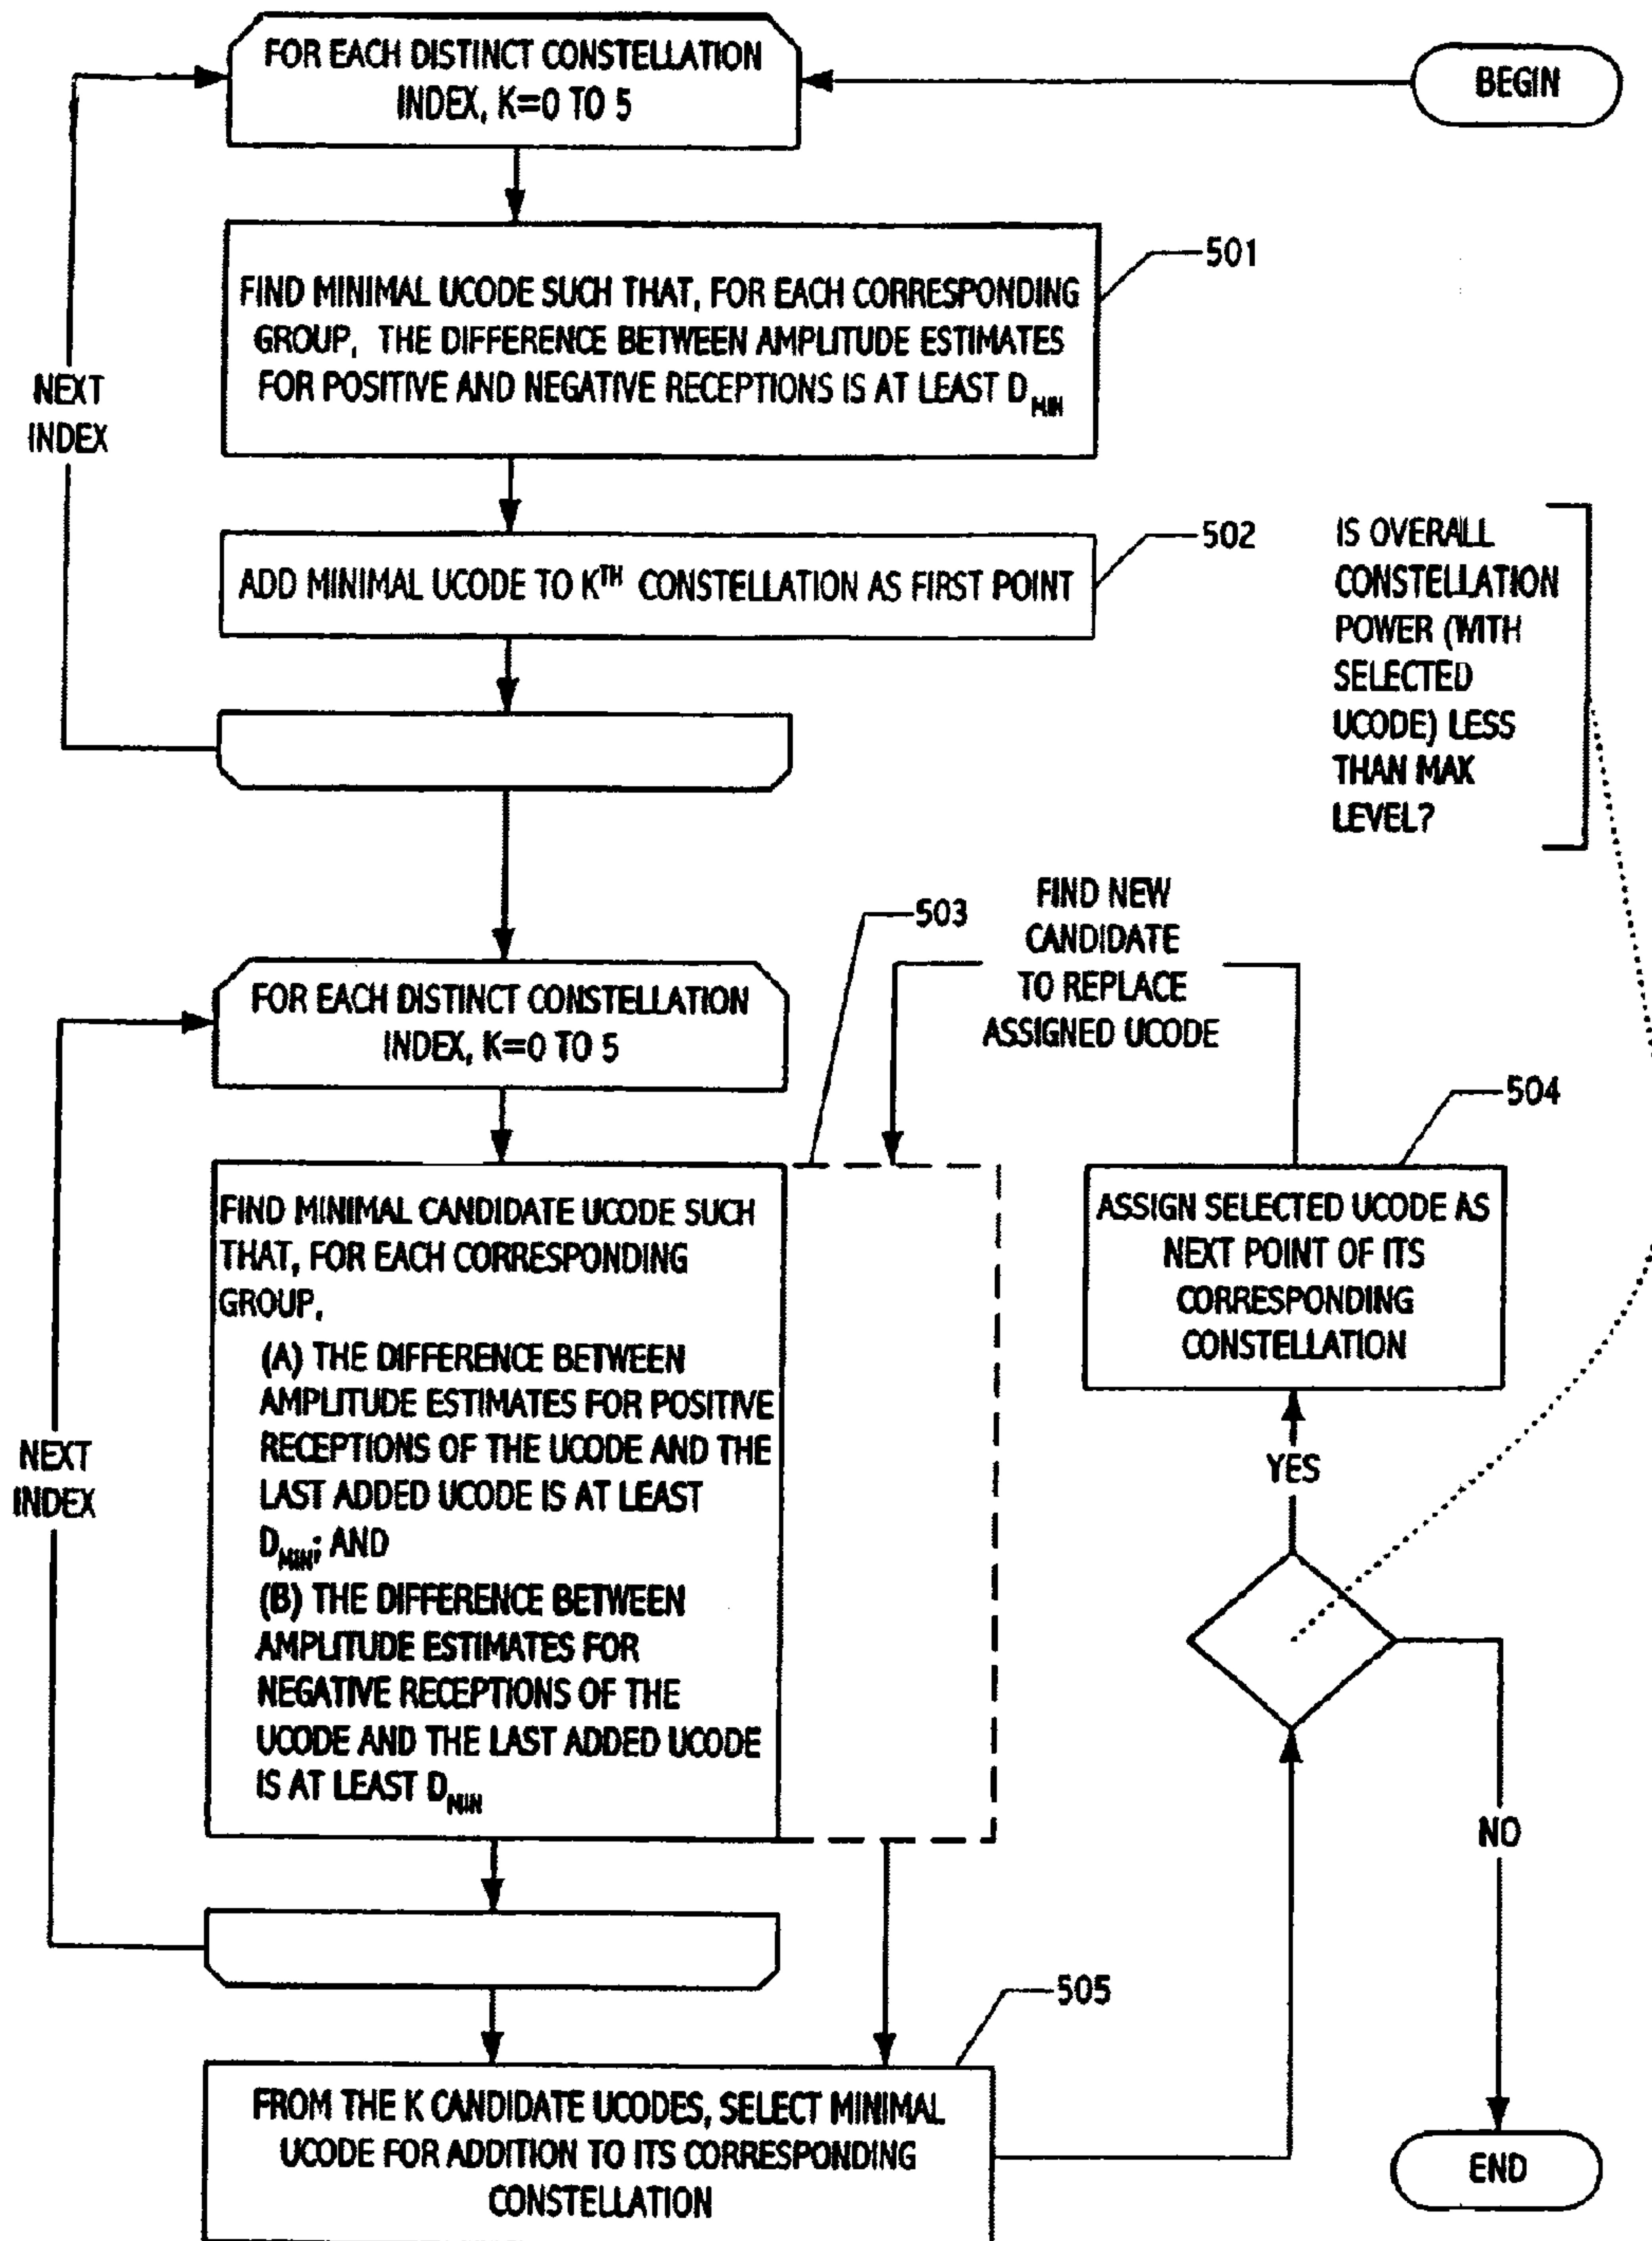 FOR EACH DISTINCT CONSTELLATION
INDEX, K=0 TO 5
BEGIN
501
FIND MINIMAL UCODE SUCH THAT, FOR EACH CORRESPONDING
GROUP, THE DIFFERENCE BETWEEN AMPLITUDE ESTIMATES
FOR POSITIVE AND NEGATIVE RECEPTIONS IS AT LEAST D_MIN
NEXT
INDEX
502
ADD MINIMAL UCODE TO K^TH CONSTELLATION AS FIRST POINT
IS OVERALL
CONSTELLATION
POWER (WITH
SELECTED
UCODE) LESS
THAN MAX
LEVEL?
503
FIND NEW
CANDIDATE
TO REPLACE
ASSIGNED UCODE
FOR EACH DISTINCT CONSTELLATION
INDEX, K=0 TO 5
504
FIND MINIMAL CANDIDATE UCODE SUCH
THAT, FOR EACH CORRESPONDING
GROUP,
(A) THE DIFFERENCE BETWEEN
AMPLITUDE ESTIMATES FOR POSITIVE
RECEPTIONS OF THE UCODE AND THE
LAST ADDED UCODE IS AT LEAST
D_MIN; AND
(B) THE DIFFERENCE BETWEEN
AMPLITUDE ESTIMATES FOR
NEGATIVE RECEPTIONS OF THE
UCODE AND THE LAST ADDED UCODE
IS AT LEAST D_MIN
ASSIGN SELECTED UCODE AS
NEXT POINT OF ITS
CORRESPONDING
CONSTELLATION
NEXT
INDEX
YES
NO
505
FROM THE K CANDIDATE UCODES, SELECT MINIMAL
UCODE FOR ADDITION TO ITS CORRESPONDING
CONSTELLATION
END